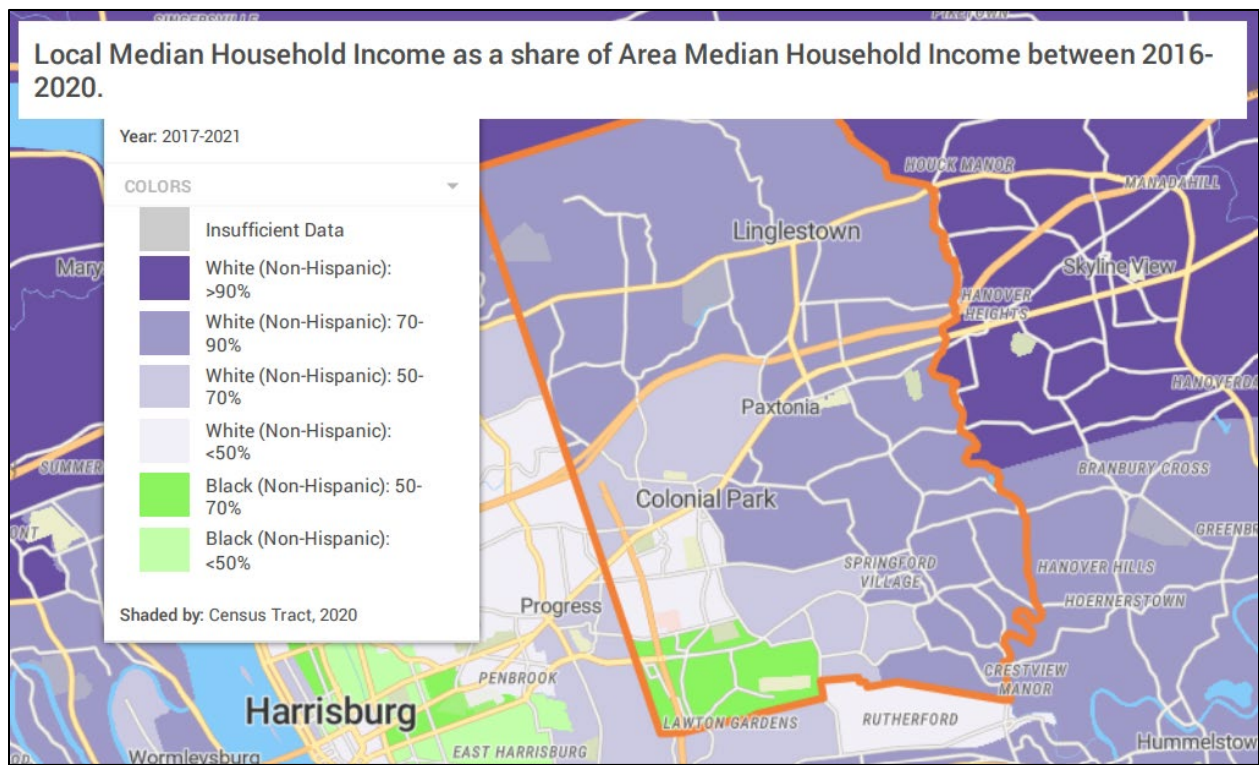 Local Median Household Income as a share of Area Median Household Income between 2016-
2020.
Year: 2017-2021
COLORS
Insufficient Data
White (Non-Hispanic):
>90%
White (Non-Hispanic): 70-
90%
White (Non-Hispanic): 50-
70%
White (Non-Hispanic):
<50%
Black (Non-Hispanic): 50-
70%
Black (Non-Hispanic):
<50%
Shaded by: Census Tract, 2020
HOUCK MANOR
MANADAHILL
Linglestown
Mary
Skyline View
HANOVER
HEIGHTS
HANOVERDA
Paxtonia
SUMMER
BRANBURY CROSS
Colonial Park
ONT
GREENBR
SPRINGFORD
VILLAGE
HANOVER HILLS
HOERNERSTOWN
Progress
PENBROOK
CRESTVIEW
MANOR
Harrisburg
LAWTON GARDENS
RUTHERFORD
Hummelstow
EAST HARRISBURG
Wormleysburg